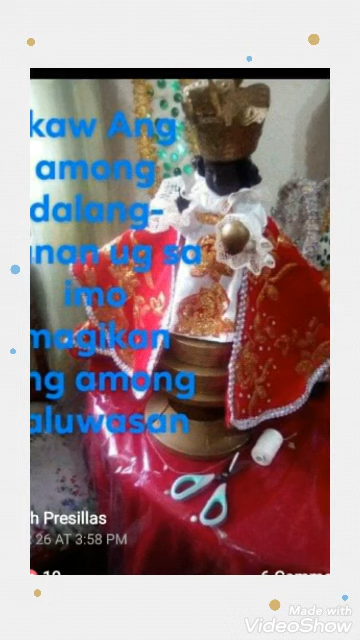 kaw Ang
among
dalang-
unan ug sa
imo
magikan
ng among
aluwasan
h Presillas
26 AT 3:58 PM
Made with
VideoShow